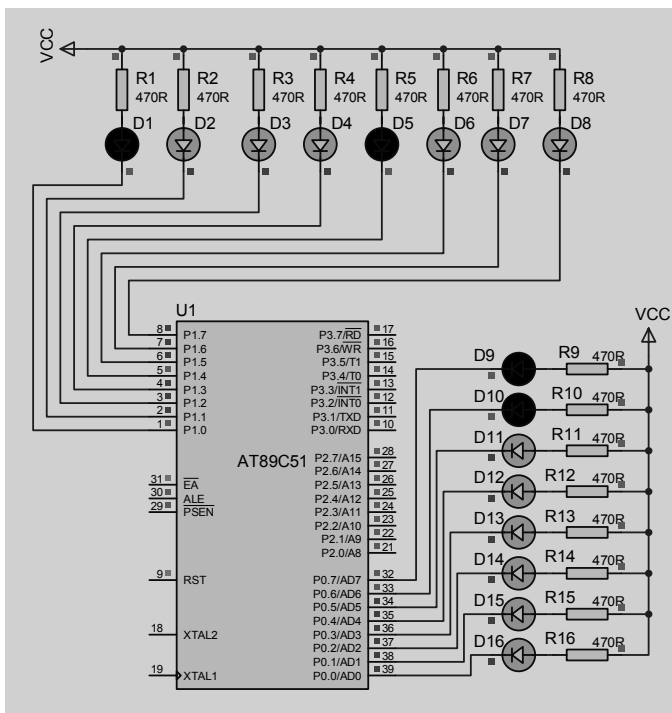 VCC
R1 R2 R3 R4 R5 R6 R7 R8
470R 470R 470R 470R 470R 470R 470R 470R
D1 D2 D3 D4 D5 D6 D7 D8
U1
8 P1.7 P3.7/RD 17
7 P1.6 P3.6/WR 16
6 P1.5 P3.5/T1 15
5 P1.4 P3.4/T0 14
4 P1.3 P3.3/INT1 13
3 P1.2 P3.2/INT0 12
2 P1.1 P3.1/TXD 11
1 P1.0 P3.0/RXD 10
AT89C51
P2.7/A15 28
P2.6/A14 27
31 EA P2.5/A13 26
30 ALE P2.4/A12 25
29 PSEN P2.3/A11 24
P2.2/A10 23
P2.1/A9 22
P2.0/A8 21
9 RST P0.7/AD7 32
P0.6/AD6 33
P0.5/AD5 34
P0.4/AD4 35
18 XTAL2 P0.3/AD3 36
P0.2/AD2 37
P0.1/AD1 38
19 XTAL1 P0.0/AD0 39
VCC
D9 R9 470R
D10 R10 470R
D11 R11 470R
D12 R12 470R
D13 R13 470R
D14 R14 470R
D15 R15 470R
D16 R16 470R